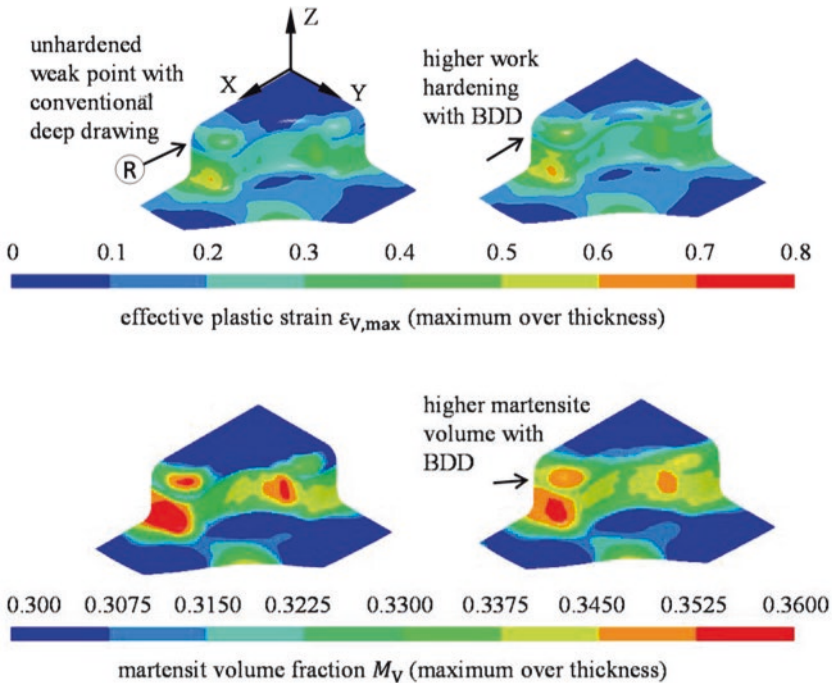 unhardened
weak point with
conventional
deep drawing
R
Z
X
Y
higher work
hardening
with BDD
0 0.1 0.2 0.3 0.4 0.5 0.6 0.7 0.8
effective plastic strain εV,max (maximum over thickness)
higher martensite
volume with
BDD
0.300 0.3075 0.3150 0.3225 0.3300 0.3375 0.3450 0.3525 0.3600
martensit volume fraction MV (maximum over thickness)